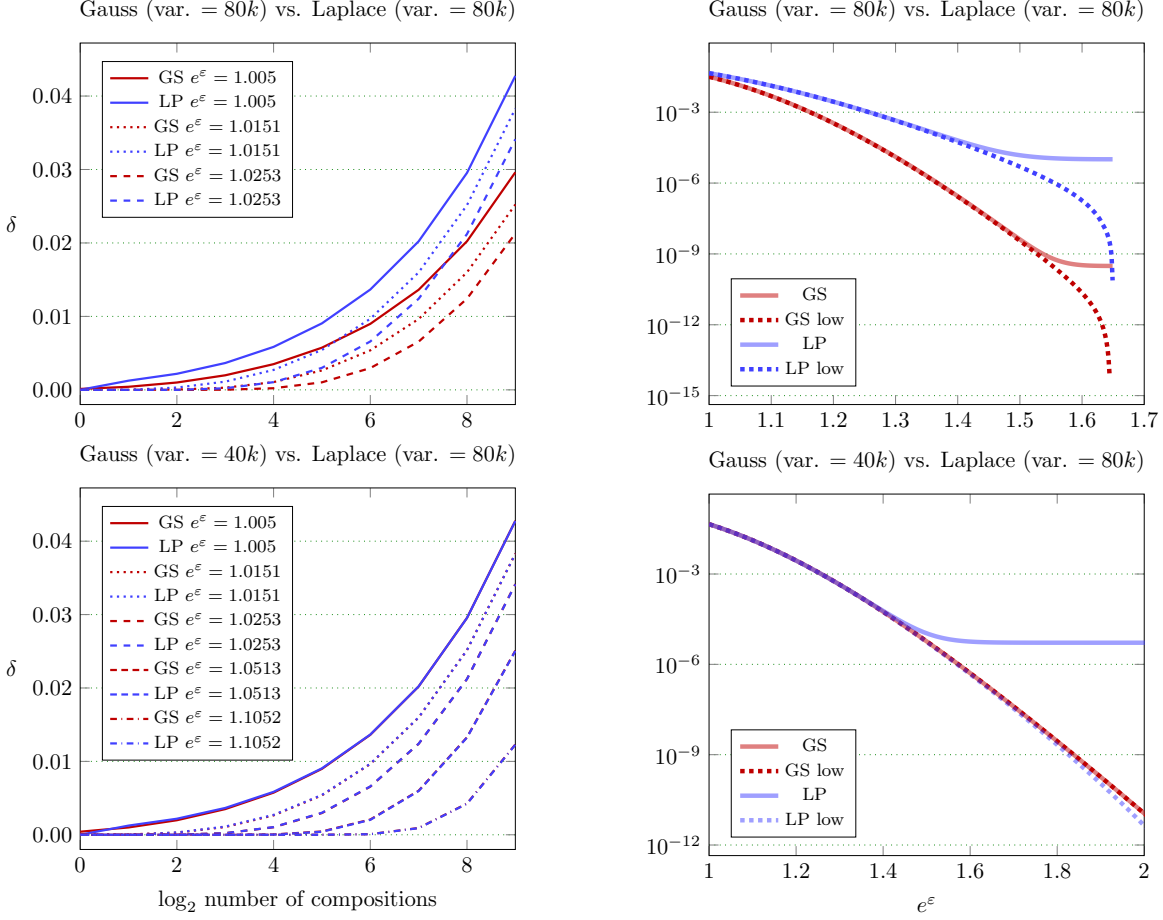 Gauss (var. = 80k) vs. Laplace (var. = 80k)
δ
0.04
0.03
0.02
0.01
0.00
GS e^ε = 1.005
LP e^ε = 1.005
GS e^ε = 1.0151
LP e^ε = 1.0151
GS e^ε = 1.0253
LP e^ε = 1.0253
0 2 4 6 8
Gauss (var. = 80k) vs. Laplace (var. = 80k)
10^−3
10^−6
10^−9
10^−12
10^−15
GS
GS low
LP
LP low
1 1.1 1.2 1.3 1.4 1.5 1.6 1.7
Gauss (var. = 40k) vs. Laplace (var. = 80k)
δ
0.04
0.03
0.02
0.01
0.00
GS e^ε = 1.005
LP e^ε = 1.005
GS e^ε = 1.0151
LP e^ε = 1.0151
GS e^ε = 1.0253
LP e^ε = 1.0253
GS e^ε = 1.0513
LP e^ε = 1.0513
GS e^ε = 1.1052
LP e^ε = 1.1052
0 2 4 6 8
log₂ number of compositions
Gauss (var. = 40k) vs. Laplace (var. = 80k)
10^−3
10^−6
10^−9
10^−12
GS
GS low
LP
LP low
1 1.2 1.4 1.6 1.8 2
e^ε